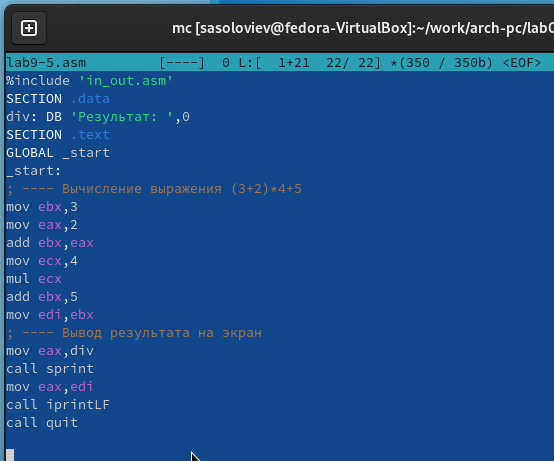 mc [sasoloviev@fedora-VirtualBox]:~/work/arch-pc/lab0
lab9-5.asm [----] 0 L:[ 1+21 22/ 22] *(350 / 350b) <EOF>
%include 'in_out.asm'
SECTION .data
div: DB 'Результат: ',0
SECTION .text
GLOBAL _start
_start:
; ---- Вычисление выражения (3+2)*4+5
mov ebx,3
mov eax,2
add ebx,eax
mov ecx,4
mul ecx
add ebx,5
mov edi,ebx
; ---- Вывод результата на экран
mov eax,div
call sprint
mov eax,edi
call iprintLF
call quit